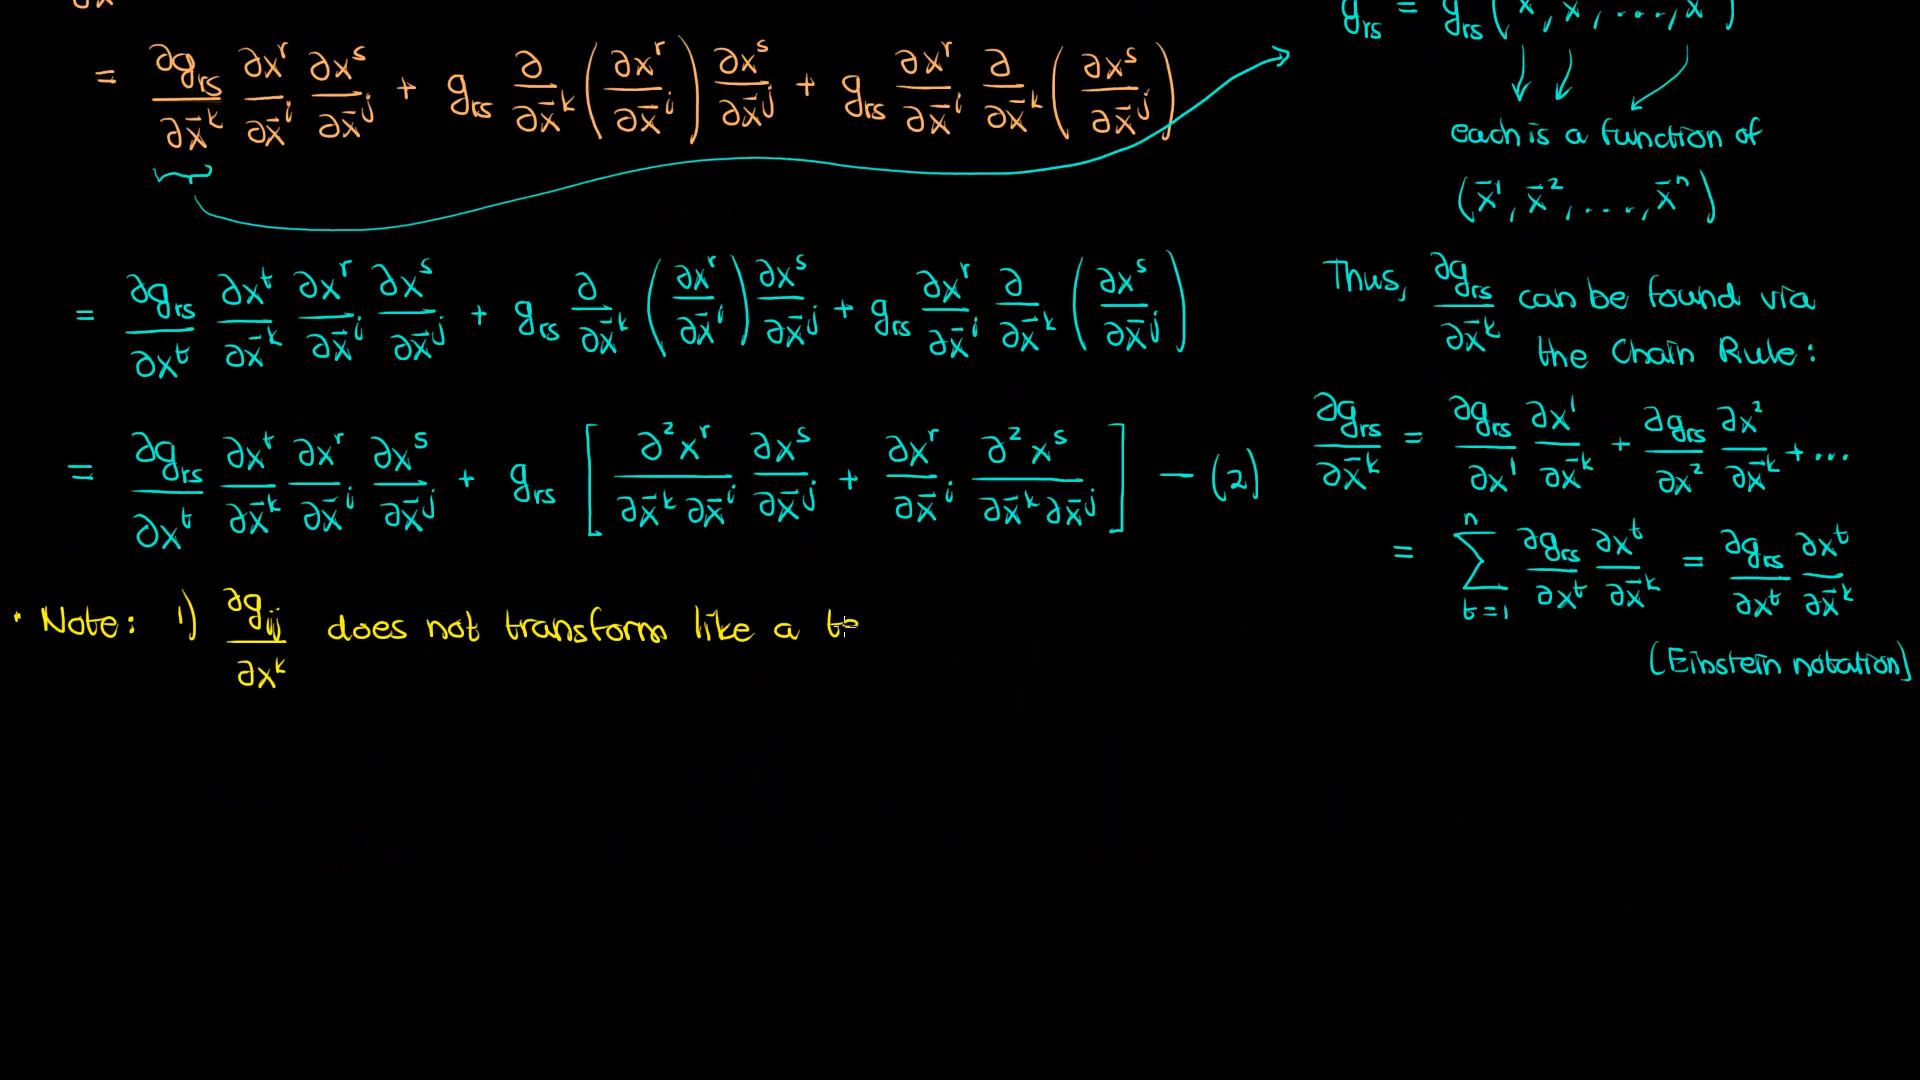 ∂x
= ∂g_rs/∂x̄^k ∂x^r/∂x̄^i ∂x^s/∂x̄^j + g_rs ∂/∂x̄^k (∂x^r/∂x̄^i) ∂x^s/∂x̄^j + g_rs ∂x^r/∂x̄^i ∂/∂x̄^k (∂x^s/∂x̄^j)
= ∂g_rs/∂x^t ∂x^t/∂x̄^k ∂x^r/∂x̄^i ∂x^s/∂x̄^j + g_rs ∂/∂x̄^k (∂x^r/∂x̄^i) ∂x^s/∂x̄^j + g_rs ∂x^r/∂x̄^i ∂/∂x̄^k (∂x^s/∂x̄^j)
= ∂g_rs/∂x^t ∂x^t/∂x̄^k ∂x^r/∂x̄^i ∂x^s/∂x̄^j + g_rs [∂²x^r/∂x̄^k ∂x̄^i ∂x^s/∂x̄^j + ∂x^r/∂x̄^i ∂²x^s/∂x̄^k ∂x̄^j] — (2)
• Note: 1) ∂g_ij/∂x^k does not transform like a
g_rs = g_rs (x, x, ..., x)
each is a function of
(x̄^1, x̄^2, ..., x̄^n)
Thus, ∂g_rs/∂x̄^k can be found via
the Chain Rule:
∂g_rs/∂x̄^k = ∂g_rs/∂x^1 ∂x^1/∂x̄^k + ∂g_rs/∂x^2 ∂x^2/∂x̄^k + ...
= Σ_{t=1}^n ∂g_rs/∂x^t ∂x^t/∂x̄^k = ∂g_rs/∂x^t ∂x^t/∂x̄^k
(Einstein notation)